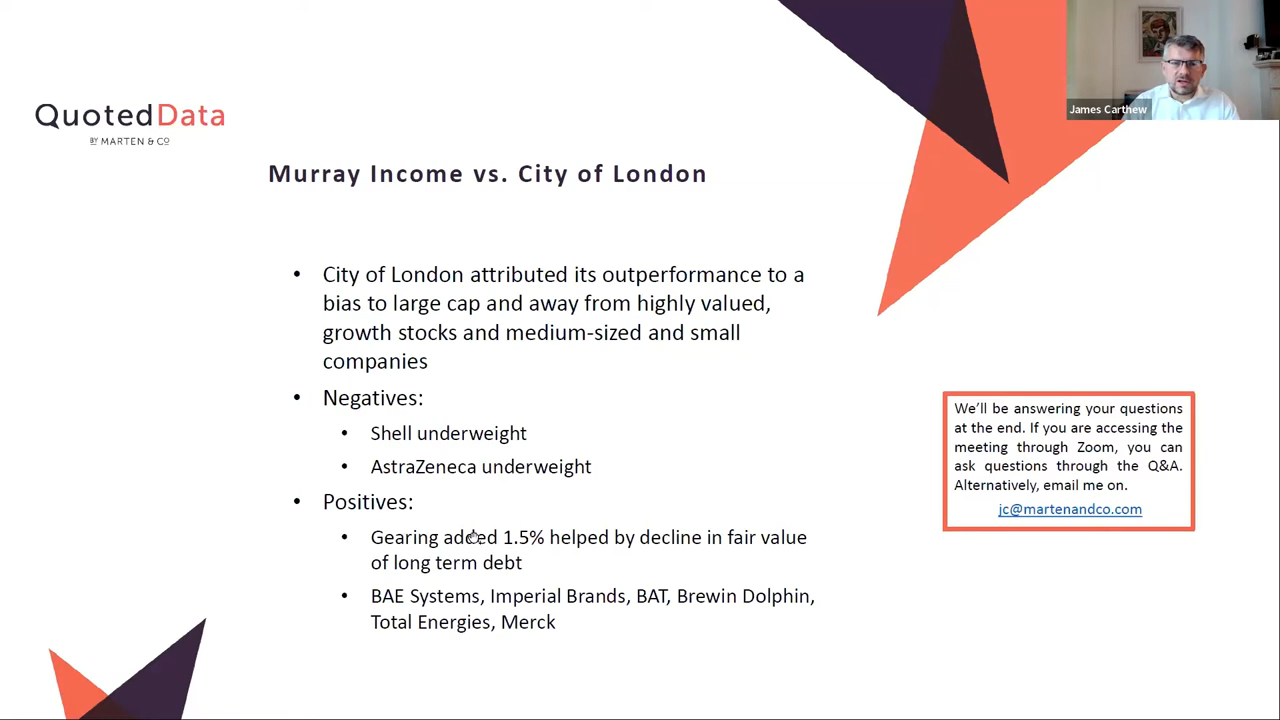 James Carthew
QuotedData
BY MARTEN & CO
Murray Income vs. City of London
• City of London attributed its outperformance to a
bias to large cap and away from highly valued,
growth stocks and medium-sized and small
companies
• Negatives:
• Shell underweight
• AstraZeneca underweight
• Positives:
• Gearing added 1.5% helped by decline in fair value
of long term debt
• BAE Systems, Imperial Brands, BAT, Brewin Dolphin,
Total Energies, Merck
We'll be answering your questions
at the end. If you are accessing the
meeting through Zoom, you can
ask questions through the Q&A.
Alternatively, email me on.
jc@martenandco.com